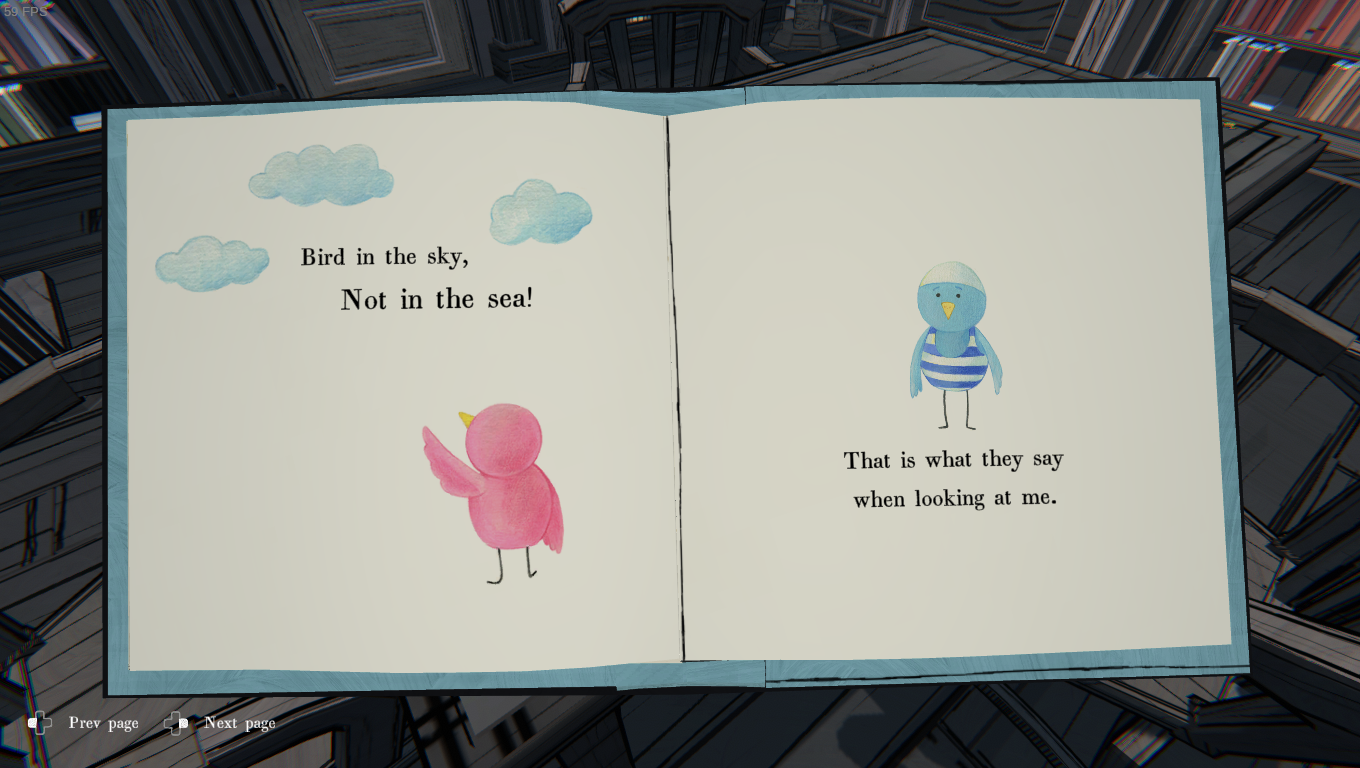 59 FPS
Bird in the sky,
Not in the sea!
That is what they say
when looking at me.
Prev page
Next page